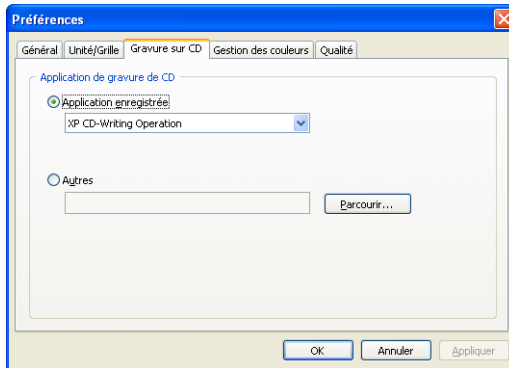 Préférences
Général Unité/Grille Gravure sur CD Gestion des couleurs Qualité
Application de gravure de CD
Application enregistrée
XP CD-Writing Operation
Autres
Parcourir...
OK Annuler Appliquer